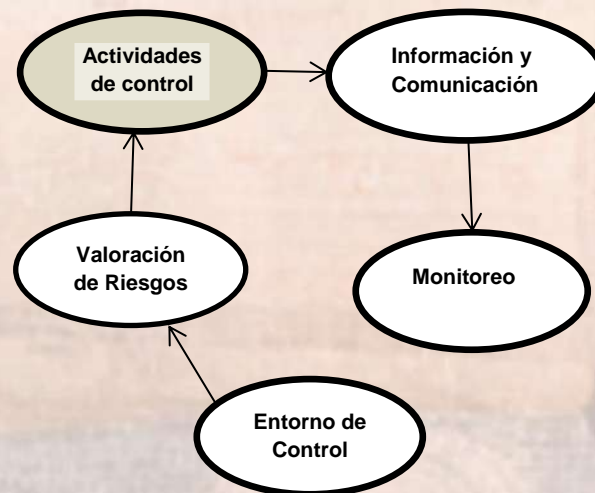 Actividades
de control
Información y
Comunicación
Valoración
de Riesgos
Monitoreo
Entorno de
Control